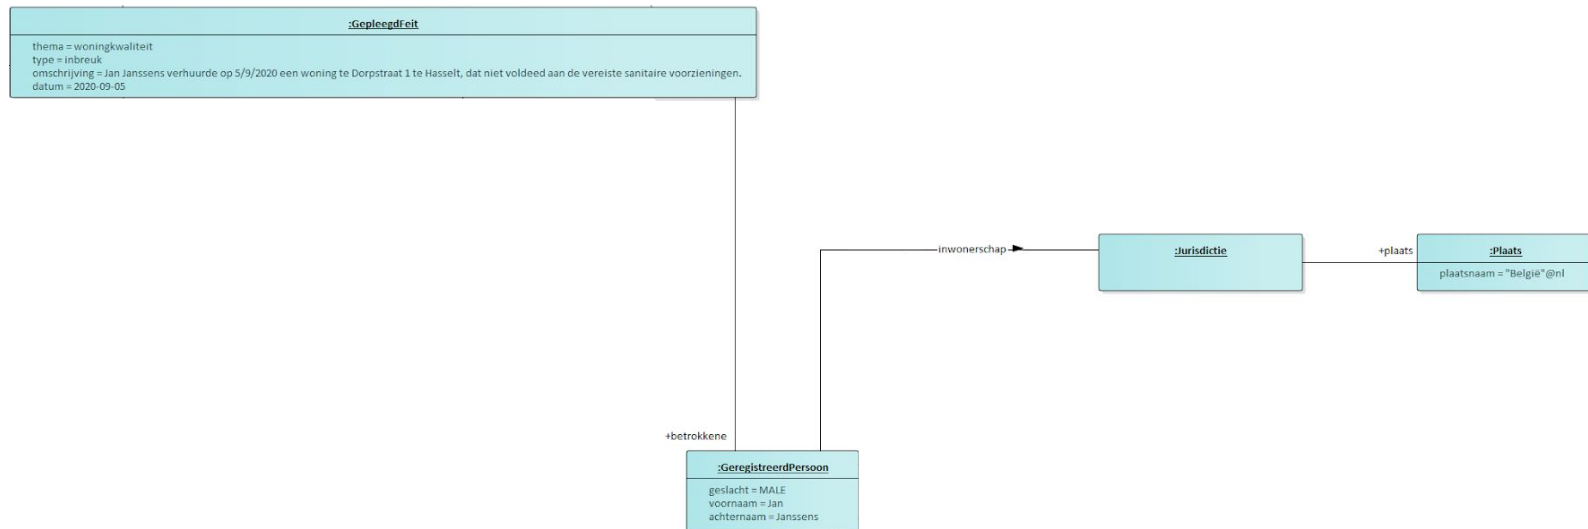 :GepleegdFeit
thema = woningkwaliteit
type = inbreuk
omschrijving = Jan Janssens verhuurde op 5/9/2020 een woning te Dorpstraat 1 te Hasselt, dat niet voldeed aan de vereiste sanitaire voorzieningen.
datum = 2020-09-05
inwonerschap
:Jurisdictie
+plaats
:Plaats
plaatsnaam = "België"@nl
+betrokkene
:GeregistreerdPersoon
geslacht = MALE
voornaam = Jan
achternaam = Janssens